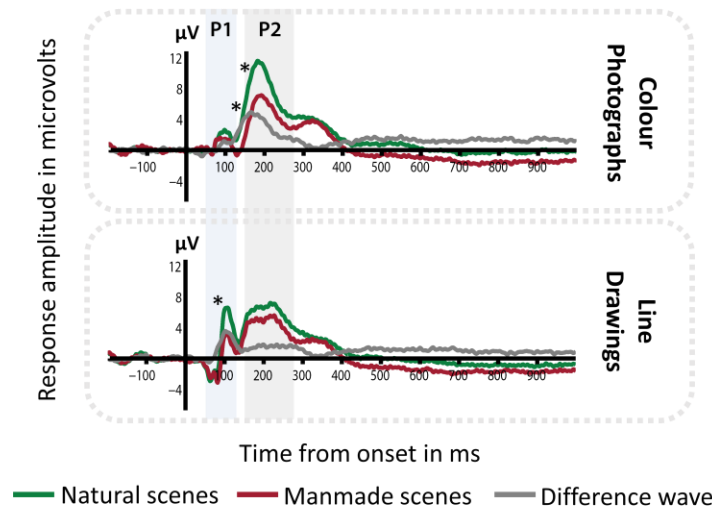 µV P1 P2
12
8
4
−4
*
*
−100 100 200 300 400 500 600 700 800 900
Colour
Photographs
Response amplitude in microvolts
µV
12
8
4
−4
*
−100 100 200 300 400 500 600 700 800 900
Line
Drawings
Time from onset in ms
Natural scenes Manmade scenes Difference wave